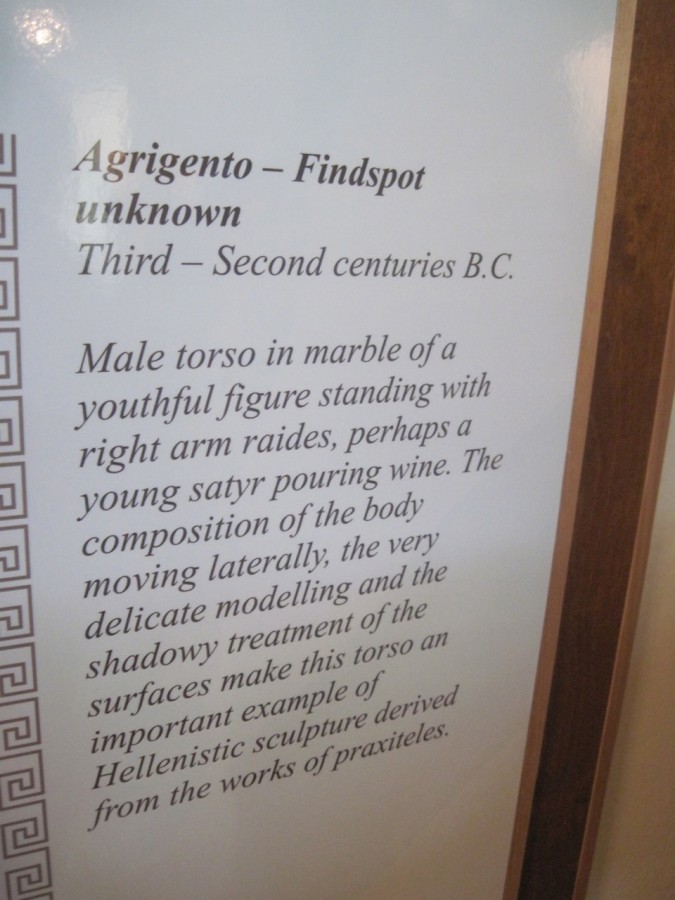 Agrigento – Findspot
unknown
Third – Second centuries B.C.
Male torso in marble of a
youthful figure standing with
right arm raides, perhaps a
young satyr pouring wine. The
composition of the body
moving laterally, the very
delicate modelling and the
shadowy treatment of the
surfaces make this torso an
important example of
Hellenistic sculpture derived
from the works of praxiteles.